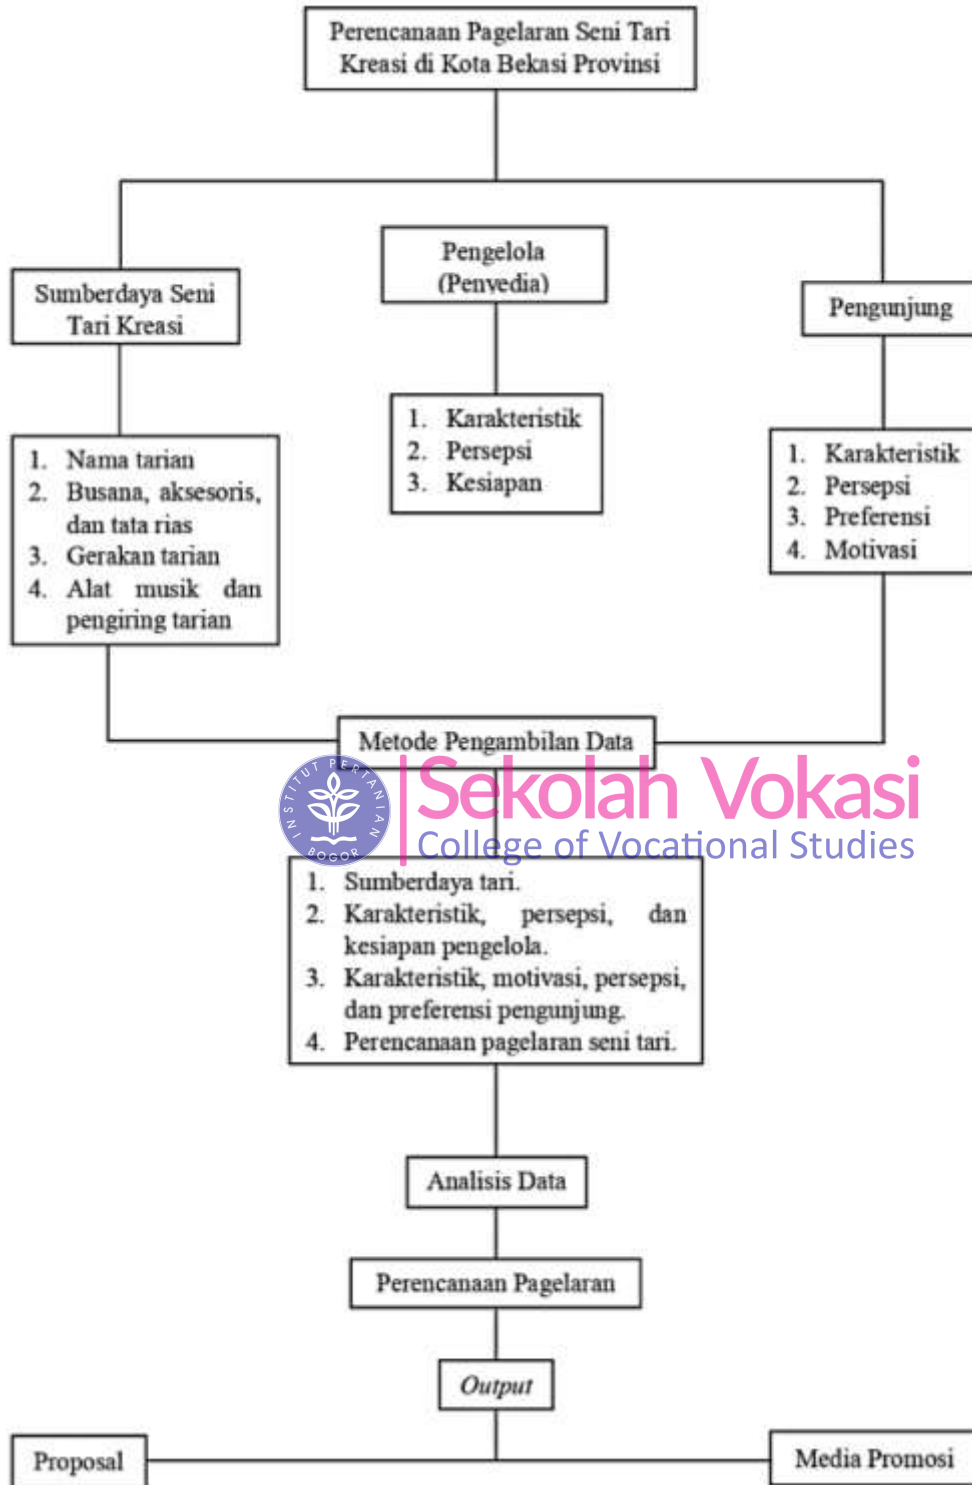 Perencanaan Pagelaran Seni Tari
Kreasi di Kota Bekasi Provinsi
Pengelola
(Penyedia)
Sumberdaya Seni
Tari Kreasi
Pengunjung
1. Nama tarian
2. Busana, aksesoris,
dan tata rias
3. Gerakan tarian
4. Alat musik dan
pengiring tarian
1. Karakteristik
2. Persepsi
3. Kesiapan
1. Karakteristik
2. Persepsi
3. Preferensi
4. Motivasi
Metode Pengambilan Data
INSTITUT PERTANIAN
BOGOR
Sekolah Vokasi
College of Vocational Studies
1. Sumberdaya tari.
2. Karakteristik, persepsi, dan
kesiapan pengelola.
3. Karakteristik, motivasi, persepsi,
dan preferensi pengunjung.
4. Perencanaan pagelaran seni tari.
Analisis Data
Perencanaan Pagelaran
Output
Proposal
Media Promosi